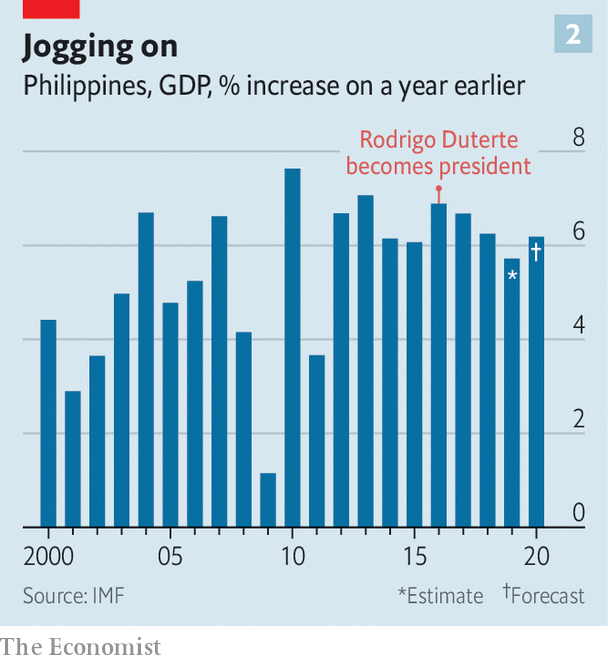 Jogging on
2
Philippines, GDP, % increase on a year earlier
8
Rodrigo Duterte
becomes president
6
†
*
4
2
0
2000 05 10 15 20
Source: IMF *Estimate †Forecast
The Economist